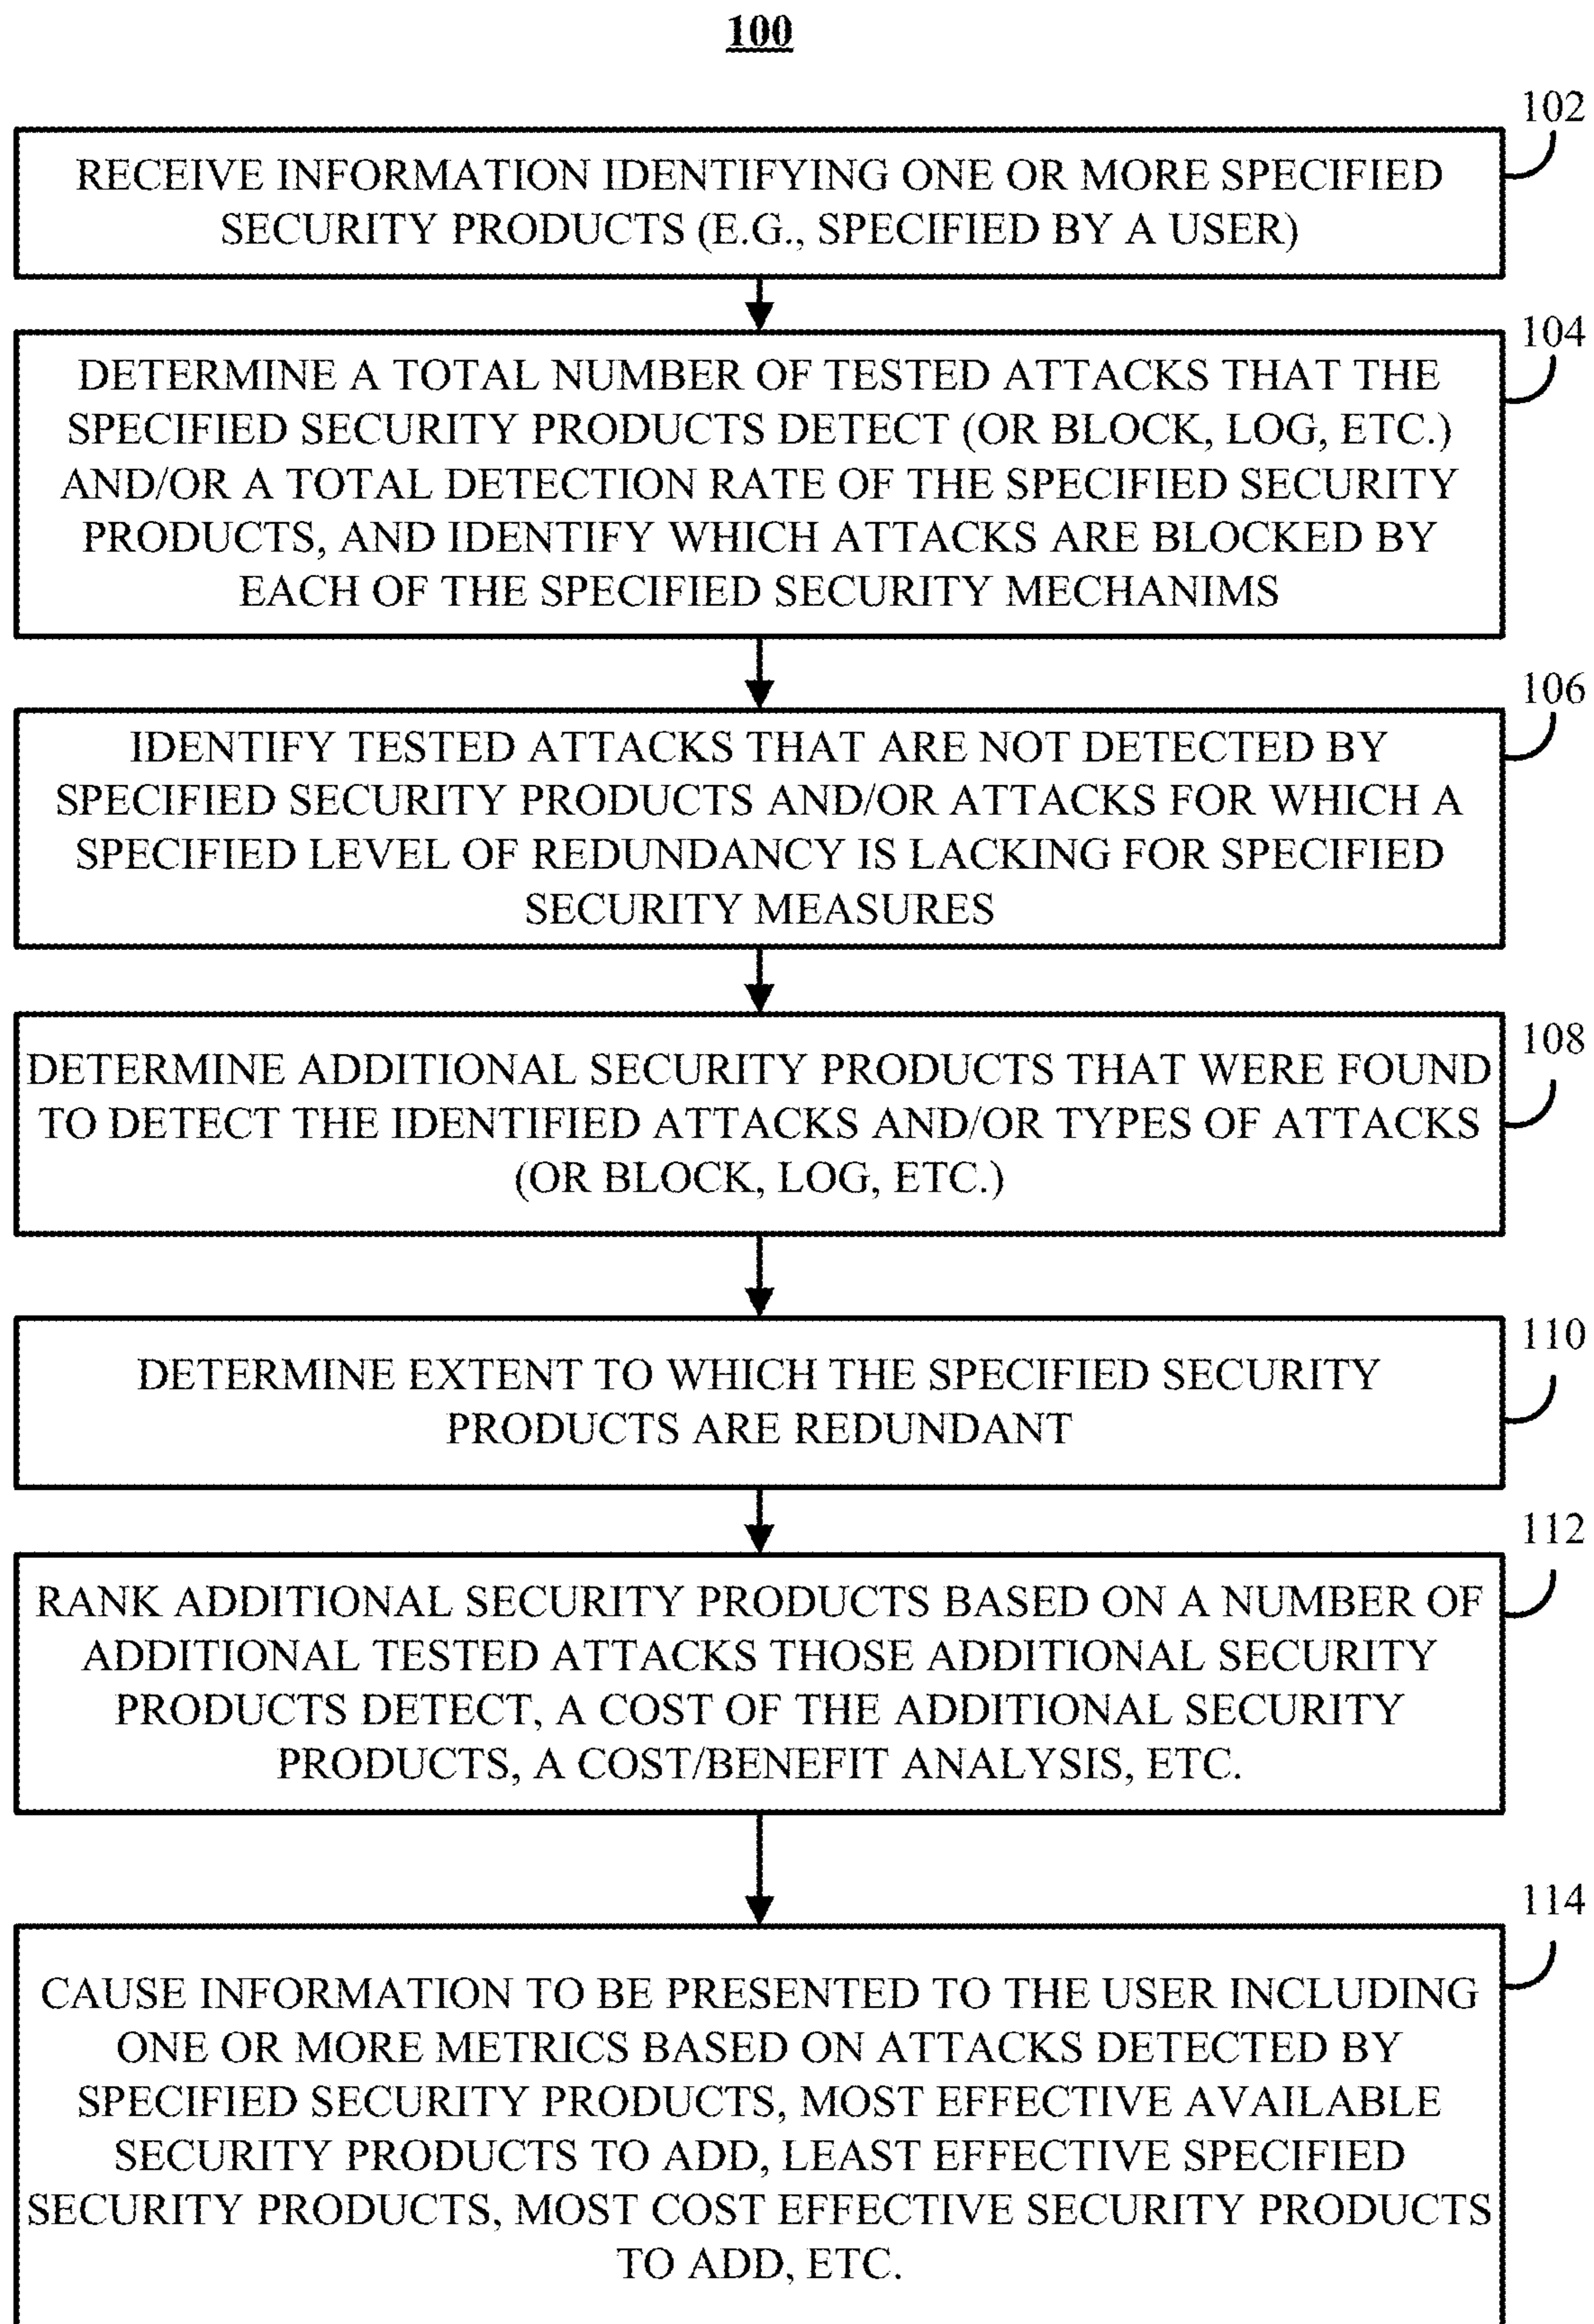 100
102
RECEIVE INFORMATION IDENTIFYING ONE OR MORE SPECIFIED
SECURITY PRODUCTS (E.G., SPECIFIED BY A USER)
104
DETERMINE A TOTAL NUMBER OF TESTED ATTACKS THAT THE
SPECIFIED SECURITY PRODUCTS DETECT (OR BLOCK, LOG, ETC.)
AND/OR A TOTAL DETECTION RATE OF THE SPECIFIED SECURITY
PRODUCTS, AND IDENTIFY WHICH ATTACKS ARE BLOCKED BY
EACH OF THE SPECIFIED SECURITY MECHANIMS
106
IDENTIFY TESTED ATTACKS THAT ARE NOT DETECTED BY
SPECIFIED SECURITY PRODUCTS AND/OR ATTACKS FOR WHICH A
SPECIFIED LEVEL OF REDUNDANCY IS LACKING FOR SPECIFIED
SECURITY MEASURES
108
DETERMINE ADDITIONAL SECURITY PRODUCTS THAT WERE FOUND
TO DETECT THE IDENTIFIED ATTACKS AND/OR TYPES OF ATTACKS
(OR BLOCK, LOG, ETC.)
110
DETERMINE EXTENT TO WHICH THE SPECIFIED SECURITY
PRODUCTS ARE REDUNDANT
112
RANK ADDITIONAL SECURITY PRODUCTS BASED ON A NUMBER OF
ADDITIONAL TESTED ATTACKS THOSE ADDITIONAL SECURITY
PRODUCTS DETECT, A COST OF THE ADDITIONAL SECURITY
PRODUCTS, A COST/BENEFIT ANALYSIS, ETC.
114
CAUSE INFORMATION TO BE PRESENTED TO THE USER INCLUDING
ONE OR MORE METRICS BASED ON ATTACKS DETECTED BY
SPECIFIED SECURITY PRODUCTS, MOST EFFECTIVE AVAILABLE
SECURITY PRODUCTS TO ADD, LEAST EFFECTIVE SPECIFIED
SECURITY PRODUCTS, MOST COST EFFECTIVE SECURITY PRODUCTS
TO ADD, ETC.